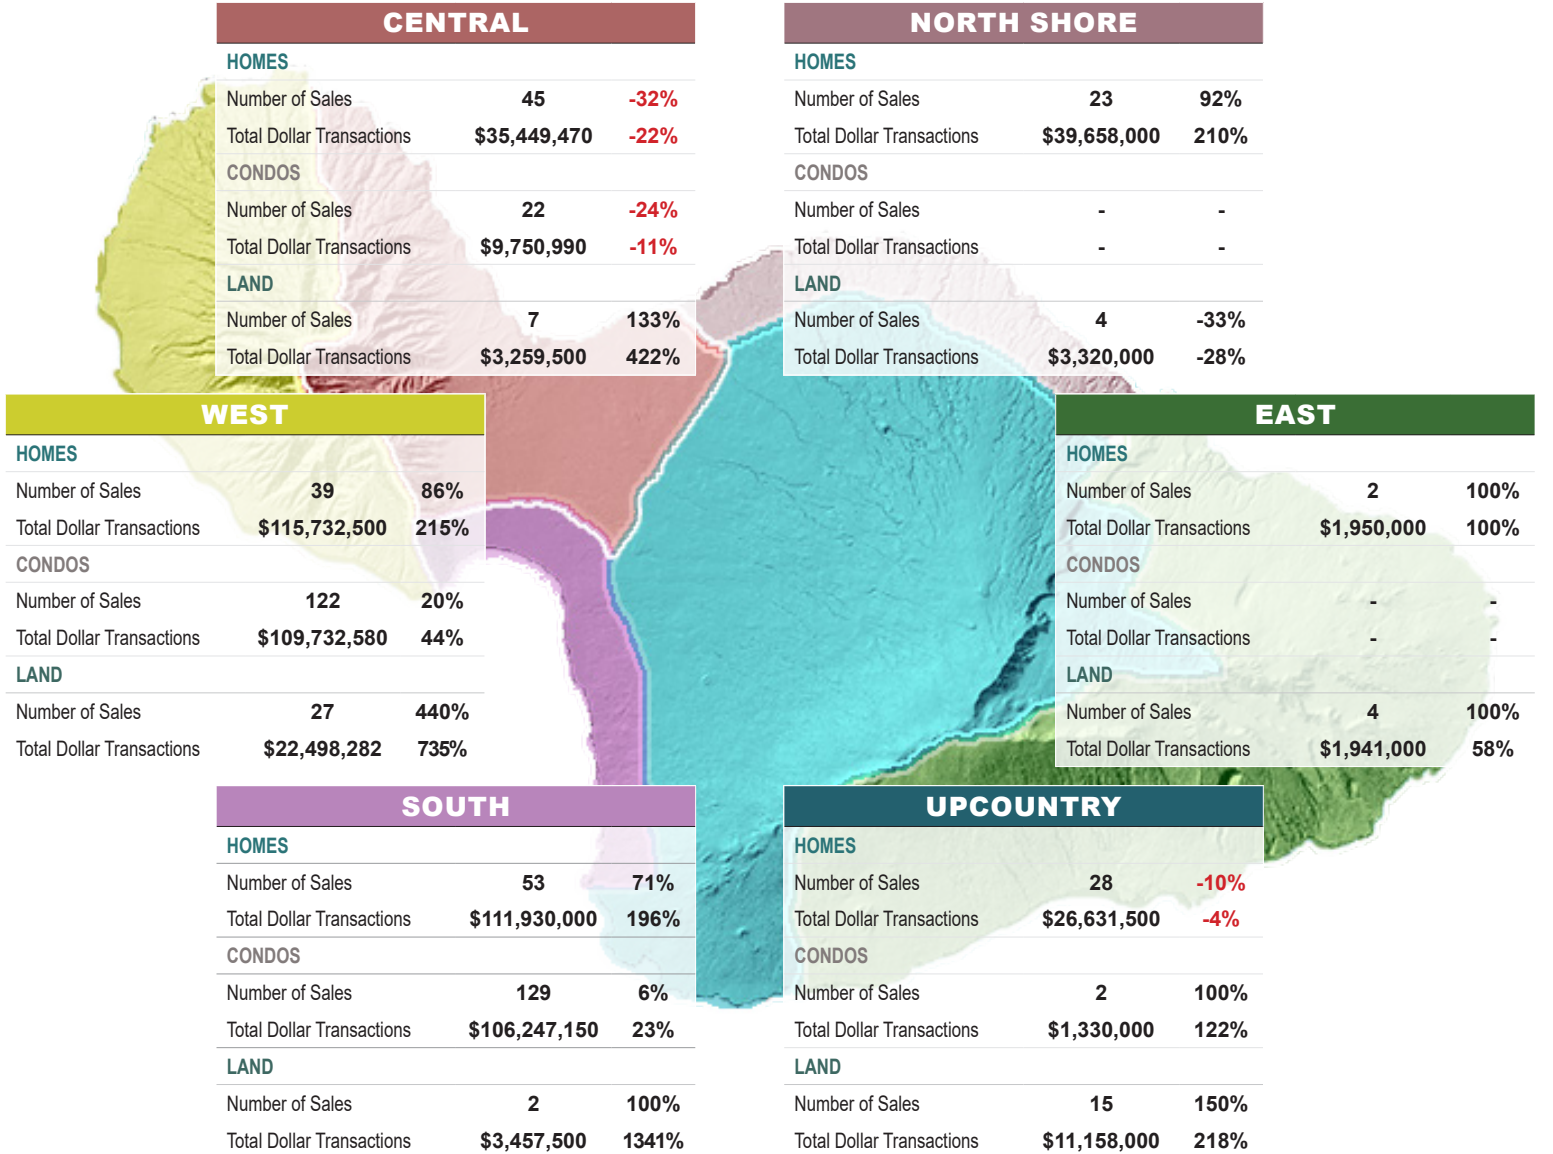 CENTRAL
HOMES
Number of Sales 45 -32%
Total Dollar Transactions $35,449,470 -22%
CONDOS
Number of Sales 22 -24%
Total Dollar Transactions $9,750,990 -11%
LAND
Number of Sales 7 133%
Total Dollar Transactions $3,259,500 422%
NORTH SHORE
HOMES
Number of Sales 23 92%
Total Dollar Transactions $39,658,000 210%
CONDOS
Number of Sales - -
Total Dollar Transactions - -
LAND
Number of Sales 4 -33%
Total Dollar Transactions $3,320,000 -28%
WEST
HOMES
Number of Sales 39 86%
Total Dollar Transactions $115,732,500 215%
CONDOS
Number of Sales 122 20%
Total Dollar Transactions $109,732,580 44%
LAND
Number of Sales 27 440%
Total Dollar Transactions $22,498,282 735%
EAST
HOMES
Number of Sales 2 100%
Total Dollar Transactions $1,950,000 100%
CONDOS
Number of Sales - -
Total Dollar Transactions - -
LAND
Number of Sales 4 100%
Total Dollar Transactions $1,941,000 58%
SOUTH
HOMES
Number of Sales 53 71%
Total Dollar Transactions $111,930,000 196%
CONDOS
Number of Sales 129 6%
Total Dollar Transactions $106,247,150 23%
LAND
Number of Sales 2 100%
Total Dollar Transactions $3,457,500 1341%
UPCOUNTRY
HOMES
Number of Sales 28 -10%
Total Dollar Transactions $26,631,500 -4%
CONDOS
Number of Sales 2 100%
Total Dollar Transactions $1,330,000 122%
LAND
Number of Sales 15 150%
Total Dollar Transactions $11,158,000 218%